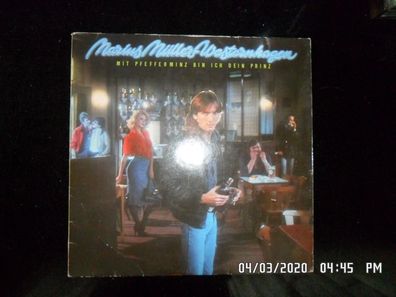 Marius Müller-Westernhagen
MIT PFEFFERMINZ BIN ICH DEIN PRINZ
04/03/2020 04:45 PM